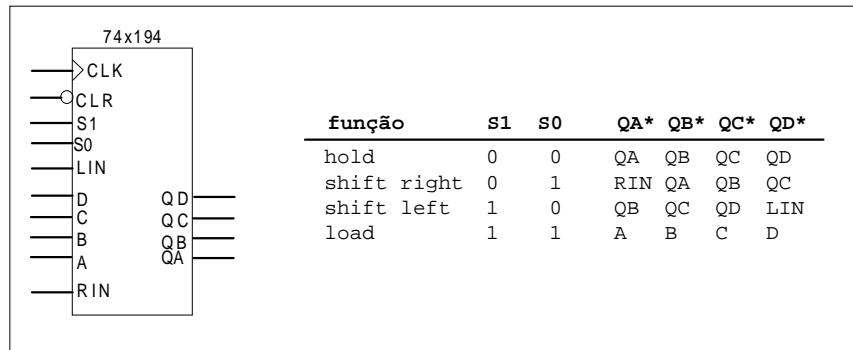 74x194
CLK
CLR
S1
S0
LIN
D
C
B
A
RIN
QD
QC
QB
QA
função S1 S0 QA* QB* QC* QD*
hold 0 0 QA QB QC QD
shift right 0 1 RIN QA QB QC
shift left 1 0 QB QC QD LIN
load 1 1 A B C D